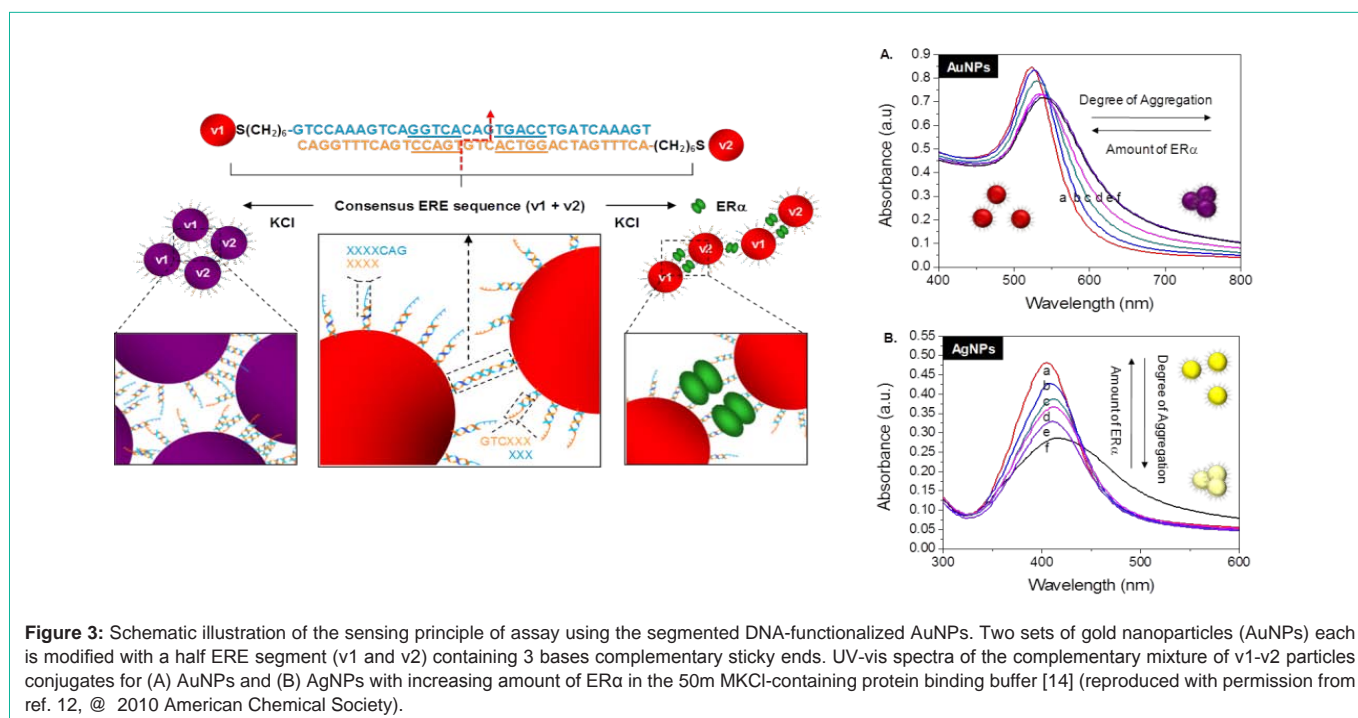 v1 S(CH2)6-GTCCAAAGTCAGGTCACAGTGACCTGATCAAAGT
CAGGTTTCAGTCCAGTGTCACTGGACTAGTTTCA-(CH2)6S v2
KCl
Consensus ERE sequence (v1 + v2)
KCl
ERα
v1
v2
v1
v2
v2
v1
v2
v1
XXXXCAG
XXXX
GTCXXX
XXX
A.
AuNPs
Degree of Aggregation
Amount of ERα
a b c d e f
0.9
0.8
0.7
0.6
0.5
0.4
0.3
0.2
0.1
0.0
Absorbance (a.u)
400 500 600 700 800
Wavelength (nm)
B.
AgNPs
a
b
c
d
e
f
Amount of ERα
Degree of Aggregation
0.55
0.50
0.45
0.40
0.35
0.30
0.25
0.20
0.15
0.10
0.05
0.00
Absorbance (a.u.)
300 400 500 600
Wavelength (nm)
Figure 3: Schematic illustration of the sensing principle of assay using the segmented DNA-functionalized AuNPs. Two sets of gold nanoparticles (AuNPs) each
is modified with a half ERE segment (v1 and v2) containing 3 bases complementary sticky ends. UV-vis spectra of the complementary mixture of v1-v2 particles
conjugates for (A) AuNPs and (B) AgNPs with increasing amount of ERα in the 50m MKCl-containing protein binding buffer [14] (reproduced with permission from
ref. 12, @ 2010 American Chemical Society).